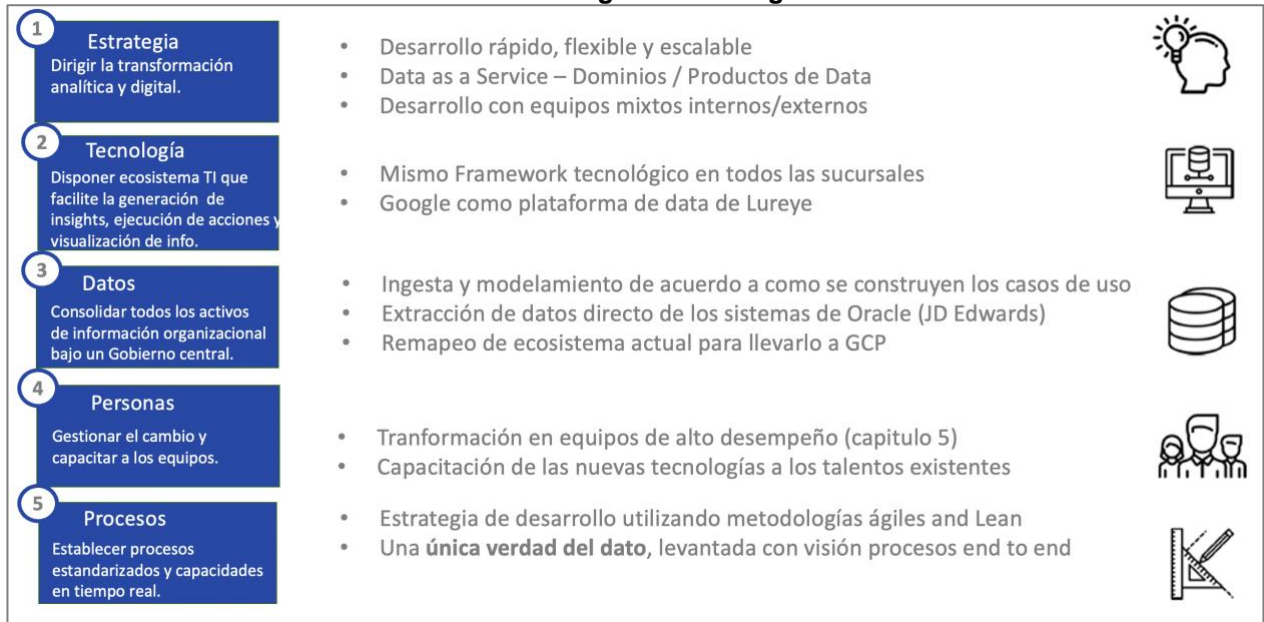 1
Estrategia
Dirigir la transformación
analítica y digital.
• Desarrollo rápido, flexible y escalable
• Data as a Service – Dominios / Productos de Data
• Desarrollo con equipos mixtos internos/externos
2
Tecnología
Disponer ecosistema TI que
facilite la generación de
insights, ejecución de acciones y
visualización de info.
• Mismo Framework tecnológico en todos las sucursales
• Google como plataforma de data de Lureye
3
Datos
Consolidar todos los activos
de información organizacional
bajo un Gobierno central.
• Ingesta y modelamiento de acuerdo a como se construyen los casos de uso
• Extracción de datos directo de los sistemas de Oracle (JD Edwards)
• Remapeo de ecosistema actual para llevarlo a GCP
4
Personas
Gestionar el cambio y
capacitar a los equipos.
• Tranformación en equipos de alto desempeño (capitulo 5)
• Capacitación de las nuevas tecnologías a los talentos existentes
5
Procesos
Establecer procesos
estandarizados y capacidades
en tiempo real.
• Estrategia de desarrollo utilizando metodologías ágiles and Lean
• Una única verdad del dato, levantada con visión procesos end to end